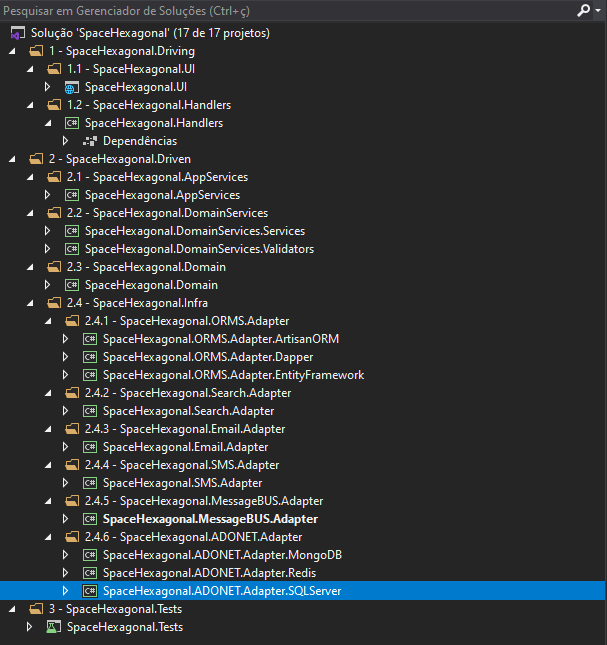 Pesquisar em Gerenciador de Soluções (Ctrl+ç)
Solução 'SpaceHexagonal' (17 de 17 projetos)
1 - SpaceHexagonal.Driving
1.1 - SpaceHexagonal.UI
SpaceHexagonal.UI
1.2 - SpaceHexagonal.Handlers
C# SpaceHexagonal.Handlers
Dependências
2 - SpaceHexagonal.Driven
2.1 - SpaceHexagonal.AppServices
C# SpaceHexagonal.AppServices
2.2 - SpaceHexagonal.DomainServices
C# SpaceHexagonal.DomainServices.Services
C# SpaceHexagonal.DomainServices.Validators
2.3 - SpaceHexagonal.Domain
C# SpaceHexagonal.Domain
2.4 - SpaceHexagonal.Infra
2.4.1 - SpaceHexagonal.ORMS.Adapter
C# SpaceHexagonal.ORMS.Adapter.ArtisanORM
C# SpaceHexagonal.ORMS.Adapter.Dapper
C# SpaceHexagonal.ORMS.Adapter.EntityFramework
2.4.2 - SpaceHexagonal.Search.Adapter
C# SpaceHexagonal.Search.Adapter
2.4.3 - SpaceHexagonal.Email.Adapter
C# SpaceHexagonal.Email.Adapter
2.4.4 - SpaceHexagonal.SMS.Adapter
C# SpaceHexagonal.SMS.Adapter
2.4.5 - SpaceHexagonal.MessageBUS.Adapter
C# SpaceHexagonal.MessageBUS.Adapter
2.4.6 - SpaceHexagonal.ADONET.Adapter
C# SpaceHexagonal.ADONET.Adapter.MongoDB
C# SpaceHexagonal.ADONET.Adapter.Redis
C# SpaceHexagonal.ADONET.Adapter.SQLServer
3 - SpaceHexagonal.Tests
SpaceHexagonal.Tests